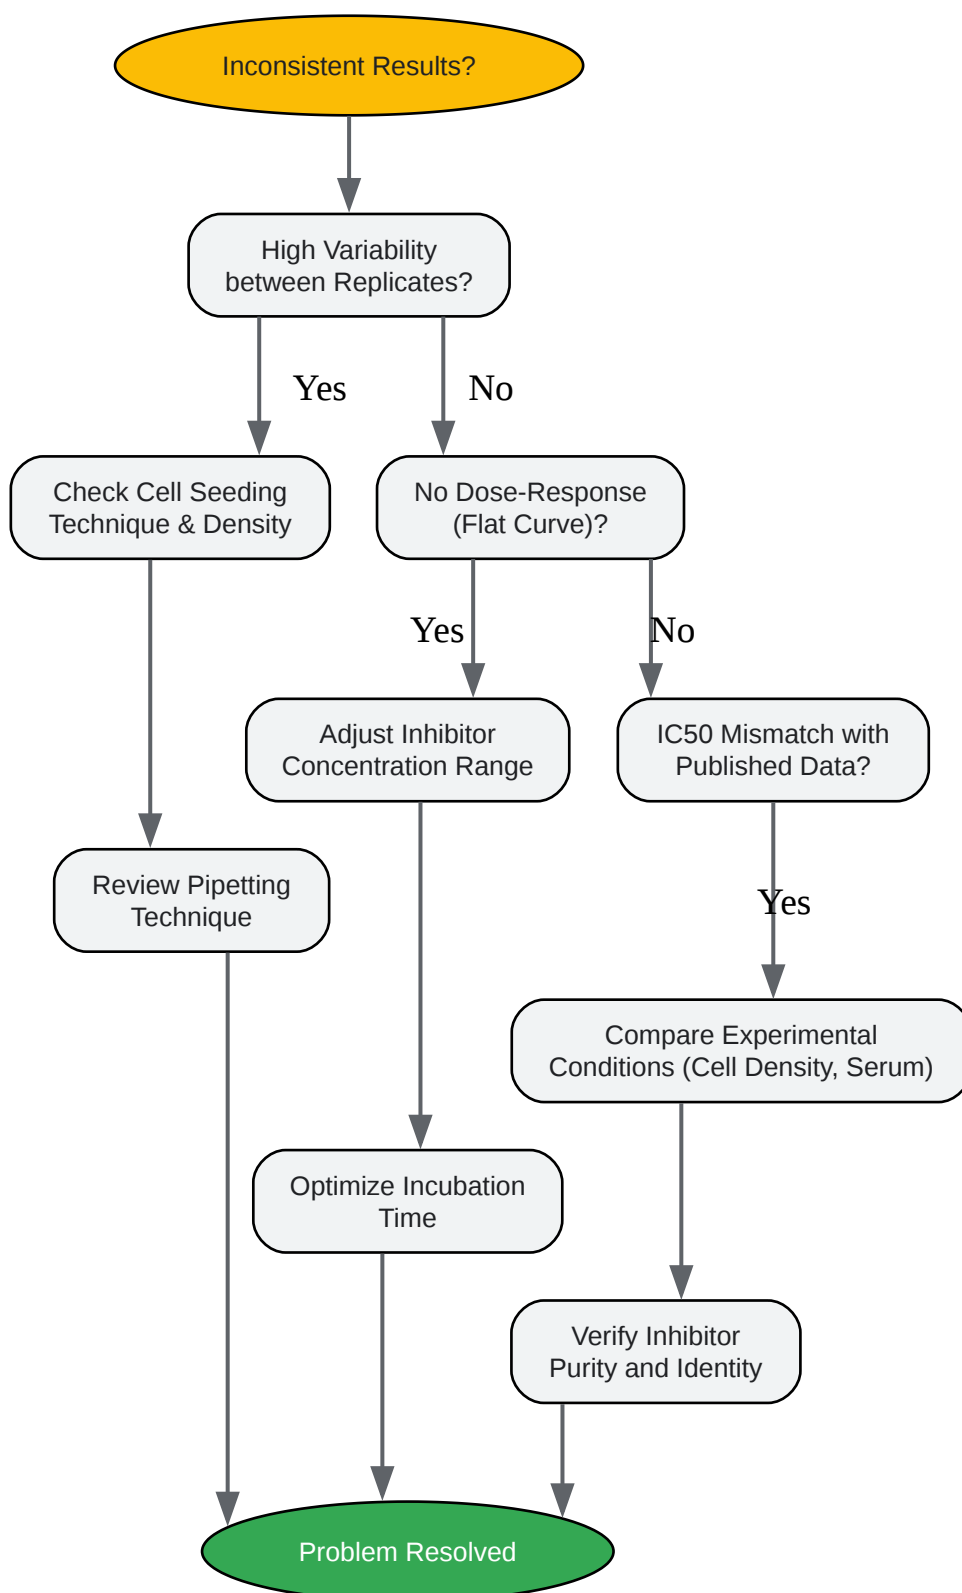 Inconsistent Results?
High Variability
between Replicates?
Yes
No
Check Cell Seeding
Technique & Density
No Dose-Response
(Flat Curve)?
Yes
No
Adjust Inhibitor
Concentration Range
IC50 Mismatch with
Published Data?
Review Pipetting
Technique
Yes
Compare Experimental
Conditions (Cell Density, Serum)
Optimize Incubation
Time
Verify Inhibitor
Purity and Identity
Problem Resolved